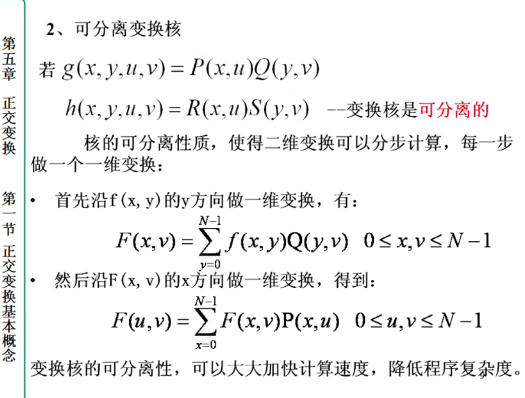 第五章 正交变换 第一节 正交变换基本概念
2、可分离变换核
若 g(x, y, u, v) = P(x, u)Q(y, v)
h(x, y, u, v) = R(x, u)S(y, v) --变换核是可分离的
核的可分离性质，使得二维变换可以分步计算，每一步
做一个一维变换：
• 首先沿f(x, y)的y方向做一维变换，有：
F(x, v) = ∑_{y=0}^{N-1} f(x, y)Q(y, v) 0 ≤ x, v ≤ N − 1
• 然后沿F(x, v)的x方向做一维变换，得到：
F(u, v) = ∑_{x=0}^{N-1} F(x, v)P(x, u) 0 ≤ u, v ≤ N − 1
变换核的可分离性，可以大大加快计算速度，降低程序复杂度。